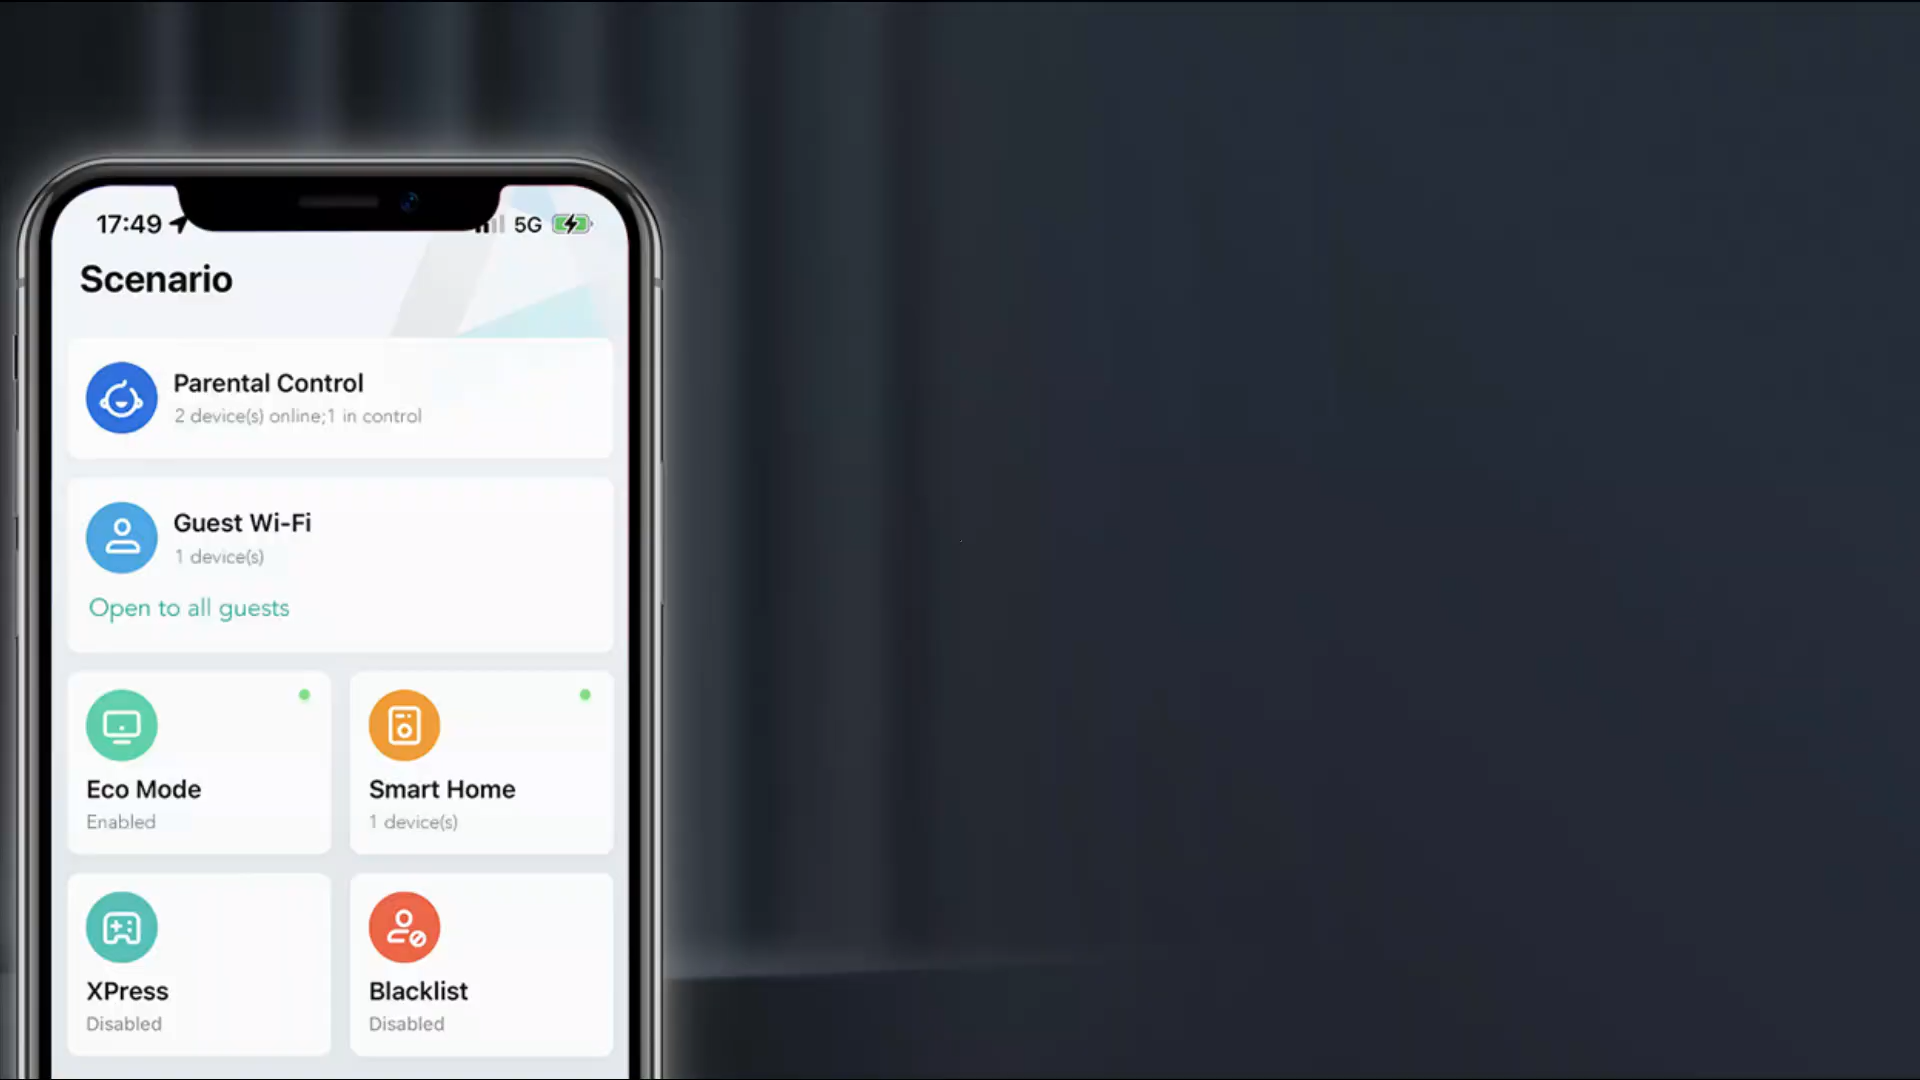 17:49 5G
Scenario
Parental Control
2 device(s) online;1 in control
Guest Wi-Fi
1 device(s)
Open to all guests
Eco Mode
Enabled
Smart Home
1 device(s)
XPress
Disabled
Blacklist
Disabled